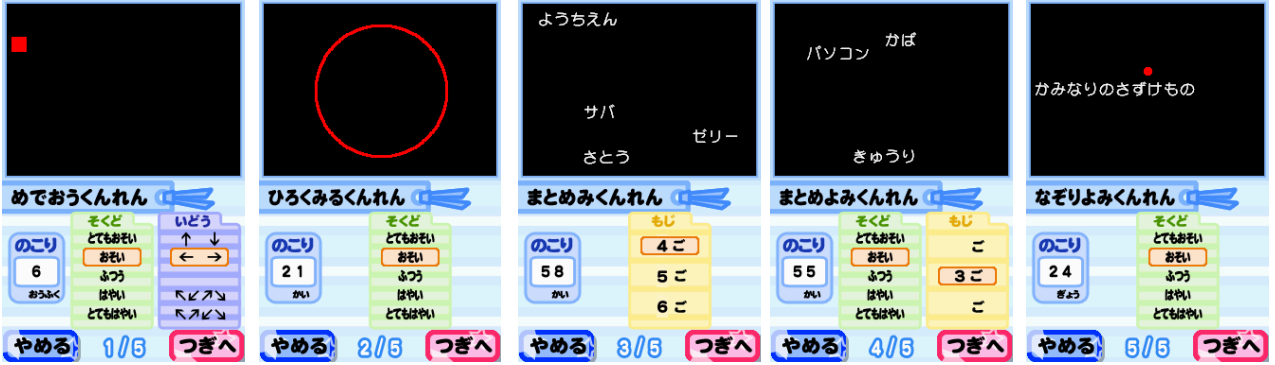 めでおうくんれん
そくど
とてもおそい
おそい
ふつう
はやい
とてもはやい
いどう
↑ ↓
← →
↖↙↗↘
↖↗↙↘
のこり
6
おうふく
やめる
1/5
つぎへ
ひろくみるくんれん
そくど
とてもおそい
おそい
ふつう
はやい
とてもはやい
のこり
21
かい
やめる
2/5
つぎへ
ようちえん
サバ
ゼリー
さとう
まとめみくんれん
もじ
4ご
5ご
6ご
のこり
58
かい
やめる
3/5
つぎへ
かば
パソコン
きゅうり
まとめよみくんれん
そくど
とてもおそい
おそい
ふつう
はやい
とてもはやい
もじ
ご
3ご
ご
のこり
55
かい
やめる
4/5
つぎへ
かみなりのさずけもの
なぞりよみくんれん
そくど
とてもおそい
おそい
ふつう
はやい
とてもはやい
のこり
24
ぎょう
やめる
5/5
つぎへ